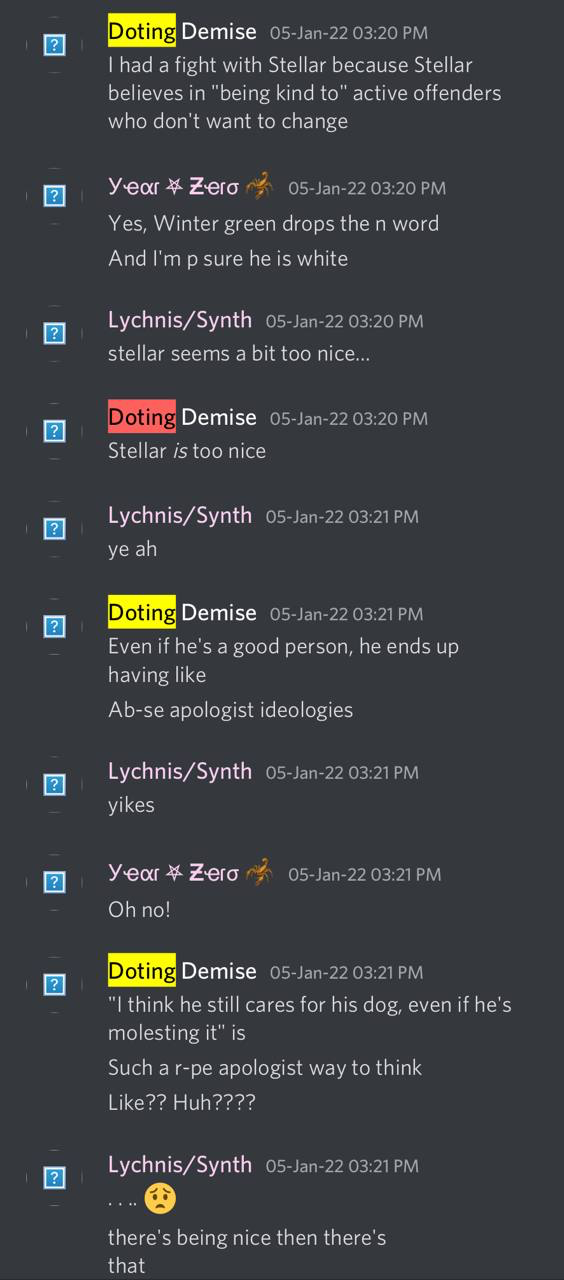 Doting Demise 05-Jan-22 03:20 PM
I had a fight with Stellar because Stellar
believes in "being kind to" active offenders
who don't want to change
У̵eαr ⛧ Ƶerσ 🦂 05-Jan-22 03:20 PM
Yes, Winter green drops the n word
And I'm p sure he is white
Lychnis/Synth 05-Jan-22 03:20 PM
stellar seems a bit too nice...
Doting Demise 05-Jan-22 03:20 PM
Stellar is too nice
Lychnis/Synth 05-Jan-22 03:21 PM
ye ah
Doting Demise 05-Jan-22 03:21 PM
Even if he's a good person, he ends up
having like
Ab-se apologist ideologies
Lychnis/Synth 05-Jan-22 03:21 PM
yikes
У̵eαr ⛧ Ƶerσ 🦂 05-Jan-22 03:21 PM
Oh no!
Doting Demise 05-Jan-22 03:21 PM
"I think he still cares for his dog, even if he's
molesting it" is
Such a r-pe apologist way to think
Like?? Huh????
Lychnis/Synth 05-Jan-22 03:21 PM
. . .. 😟
there's being nice then there's
that